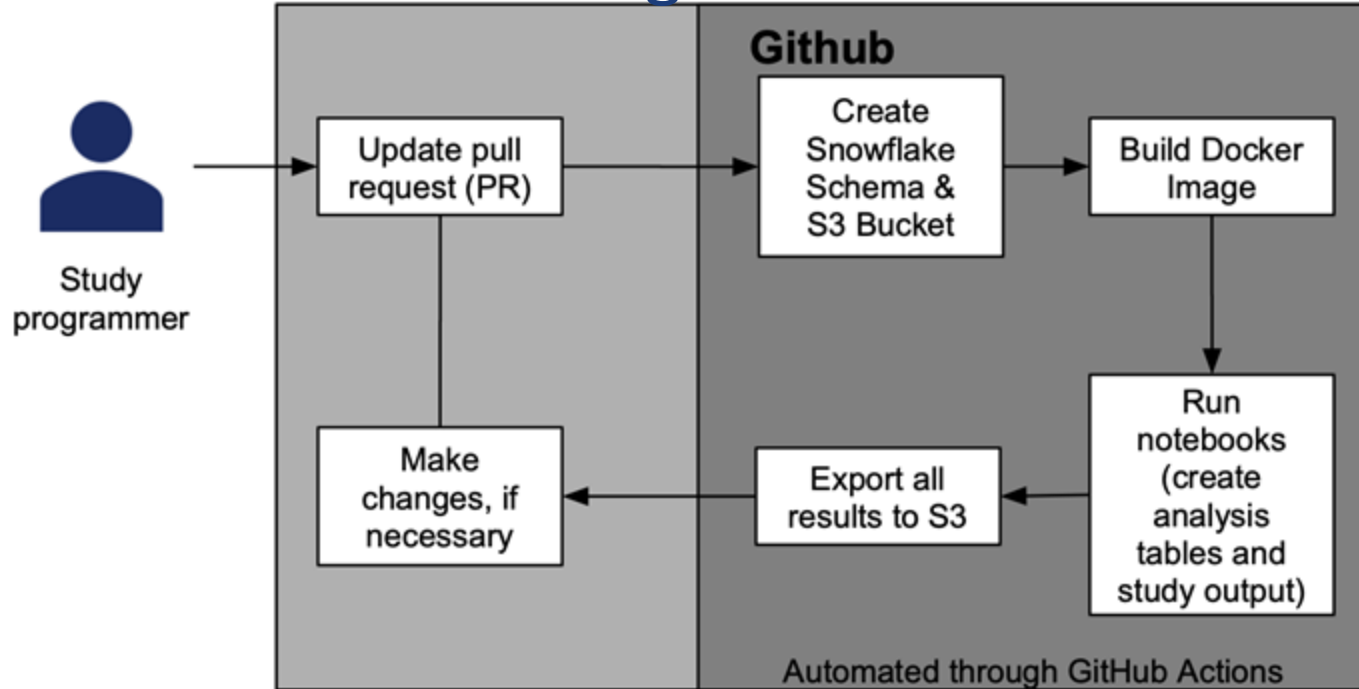 Github
Study
programmer
Update pull
request (PR)
Create
Snowflake
Schema &
S3 Bucket
Build Docker
Image
Run
notebooks
(create
analysis
tables and
study output)
Export all
results to S3
Make
changes, if
necessary
Automated through GitHub Actions